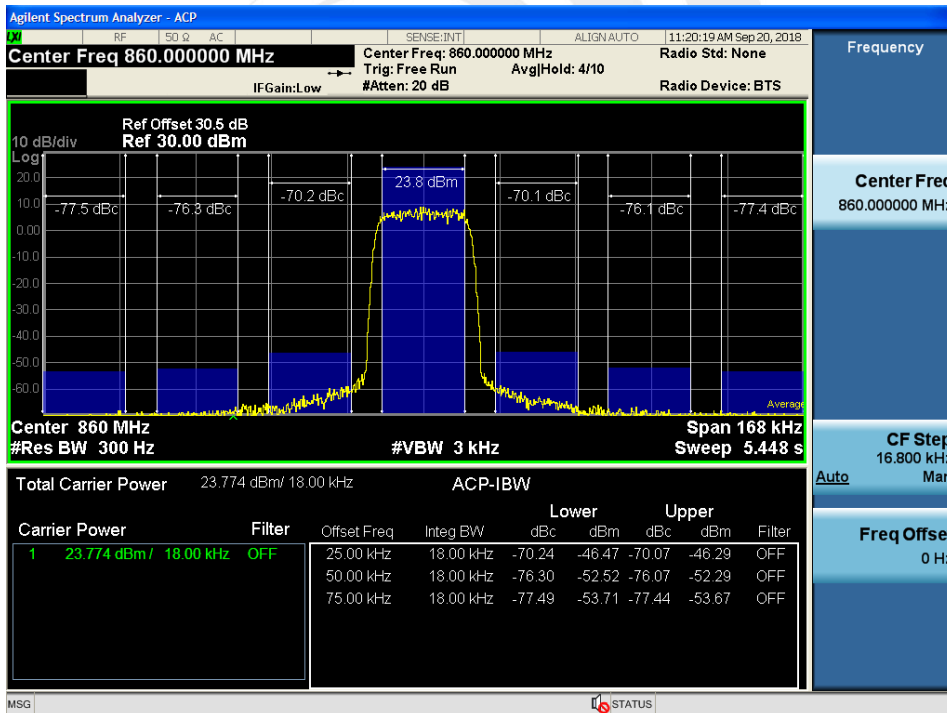 Agilent Spectrum Analyzer - ACP
LXI RF 50 Ω AC SENSE:INT ALIGN AUTO 11:20:19 AM Sep 20, 2018
Center Freq 860.000000 MHz
Center Freq: 860.000000 MHz
Radio Std: None
Trig: Free Run Avg|Hold: 4/10
IFGain:Low #Atten: 20 dB Radio Device: BTS
Ref Offset 30.5 dB
10 dB/div Ref 30.00 dBm
Log
20.0
10.0
0.00
-10.0
-20.0
-30.0
-40.0
-50.0
-60.0
-77.5 dBc -76.3 dBc -70.2 dBc 23.8 dBm -70.1 dBc -76.1 dBc -77.4 dBc
Average
Center 860 MHz Span 168 kHz
#Res BW 300 Hz #VBW 3 kHz Sweep 5.448 s
Total Carrier Power 23.774 dBm/ 18.00 kHz ACP-IBW
Lower Upper
Carrier Power Filter Offset Freq Integ BW dBc dBm dBc dBm Filter
1 23.774 dBm / 18.00 kHz OFF 25.00 kHz 18.00 kHz -70.24 -46.47 -70.07 -46.29 OFF
50.00 kHz 18.00 kHz -76.30 -52.52 -76.07 -52.29 OFF
75.00 kHz 18.00 kHz -77.49 -53.71 -77.44 -53.67 OFF
MSG STATUS
Frequency
Center Freq
860.000000 MHz
CF Step
16.800 kHz
Auto Man
Freq Offset
0 Hz